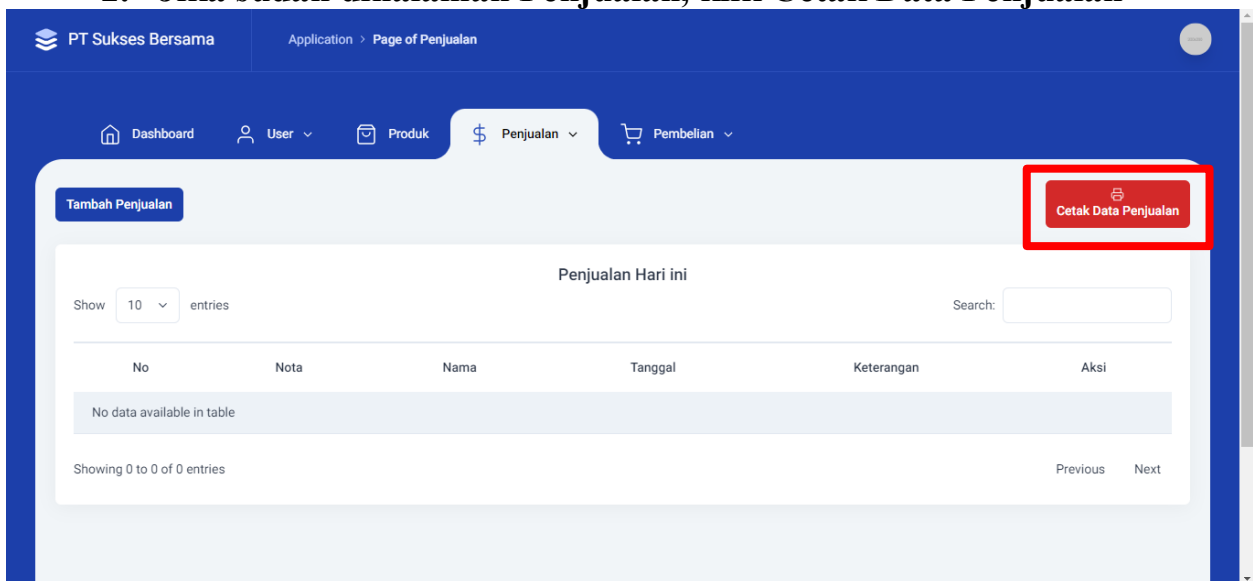 PT Sukses Bersama Application > Page of Penjualan
Dashboard User Produk Penjualan Pembelian
Tambah Penjualan
Cetak Data Penjualan
Penjualan Hari ini
Show 10 entries Search:
No Nota Nama Tanggal Keterangan Aksi
No data available in table
Showing 0 to 0 of 0 entries Previous Next